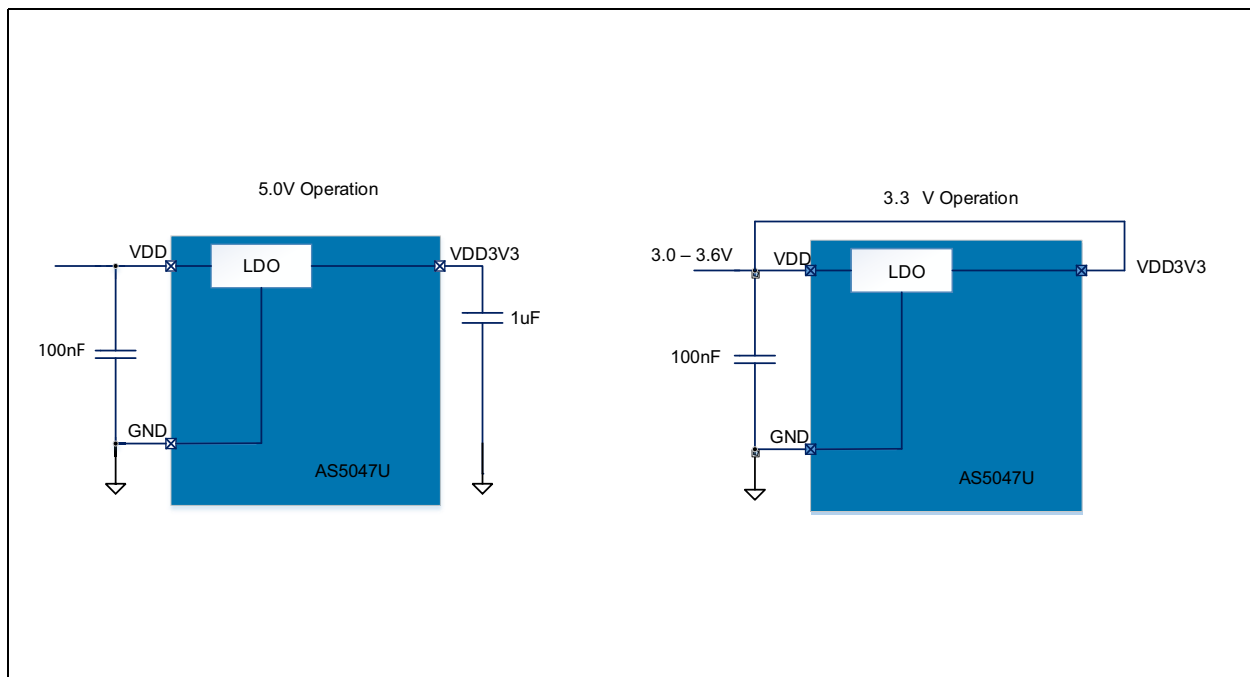 5.0V Operation
VDD
LDO
VDD3V3
100nF
1uF
GND
AS5047U
3.3 V Operation
3.0 – 3.6V
VDD
LDO
VDD3V3
100nF
GND
AS5047U